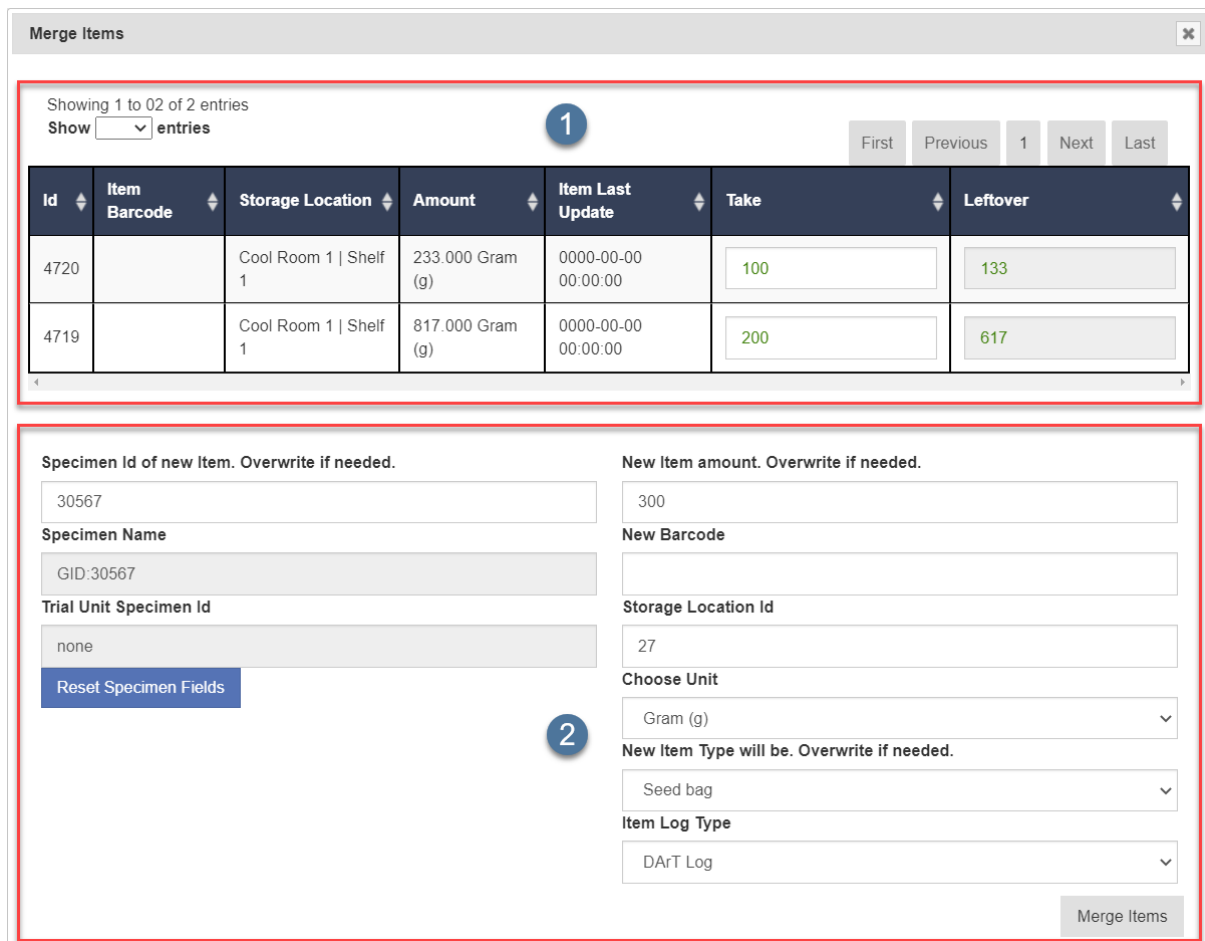 Merge Items
Showing 1 to 02 of 2 entries
Show entries
1
First Previous 1 Next Last
Id Item Barcode Storage Location Amount Item Last Update Take Leftover
4720 Cool Room 1 | Shelf 1 233.000 Gram (g) 0000-00-00 00:00:00 100 133
4719 Cool Room 1 | Shelf 1 817.000 Gram (g) 0000-00-00 00:00:00 200 617
Specimen Id of new Item. Overwrite if needed.
30567
Specimen Name
GID:30567
Trial Unit Specimen Id
none
Reset Specimen Fields
2
New Item amount. Overwrite if needed.
300
New Barcode
Storage Location Id
27
Choose Unit
Gram (g)
New Item Type will be. Overwrite if needed.
Seed bag
Item Log Type
DArT Log
Merge Items